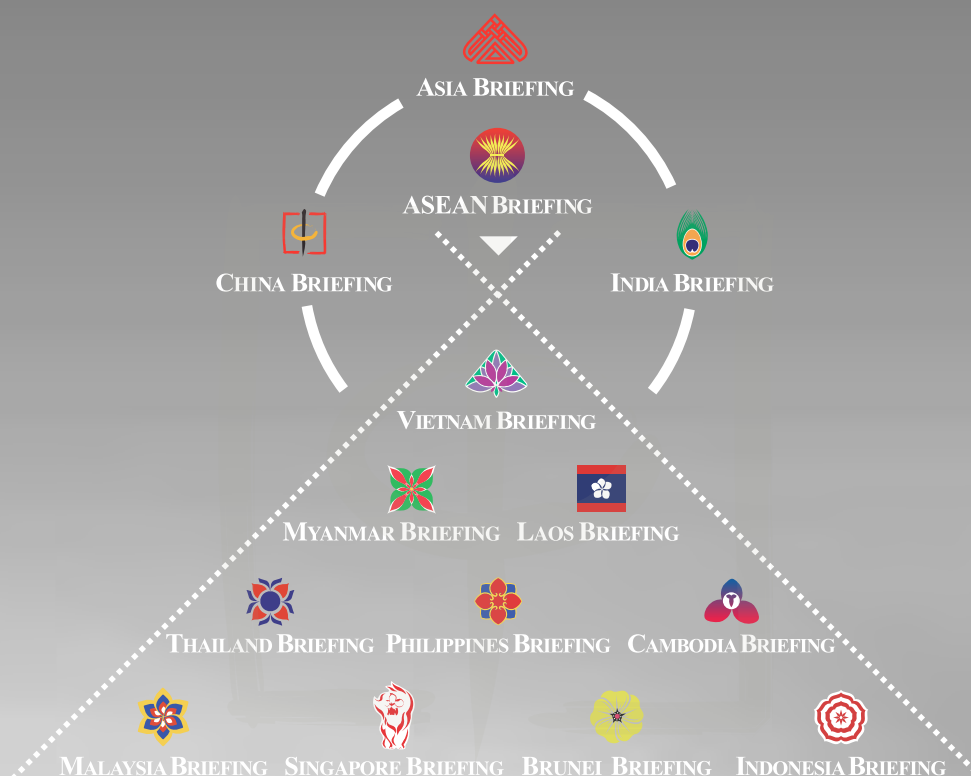 ASIA BRIEFING
ASEAN BRIEFING
CHINA BRIEFING
INDIA BRIEFING
VIETNAM BRIEFING
MYANMAR BRIEFING
LAOS BRIEFING
THAILAND BRIEFING
PHILIPPINES BRIEFING
CAMBODIA BRIEFING
MALAYSIA BRIEFING
SINGAPORE BRIEFING
BRUNEI BRIEFING
INDONESIA BRIEFING